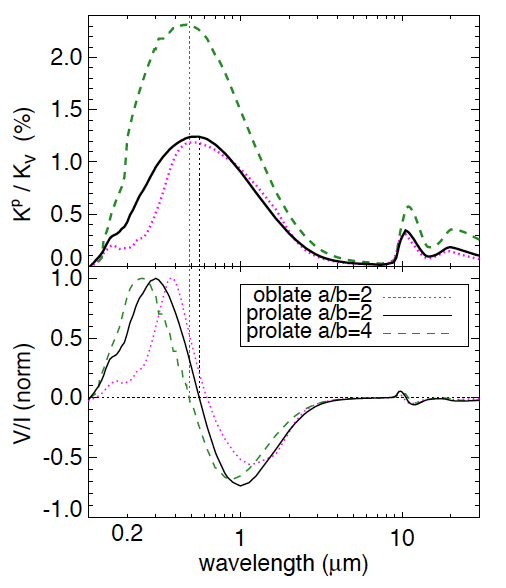 K^p / K_v (%)
2.0
1.5
1.0
0.5
0.0
V/I (norm)
1.0
0.5
0.0
-0.5
-1.0
oblate a/b=2
prolate a/b=2
prolate a/b=4
0.2
1
10
wavelength (μm)